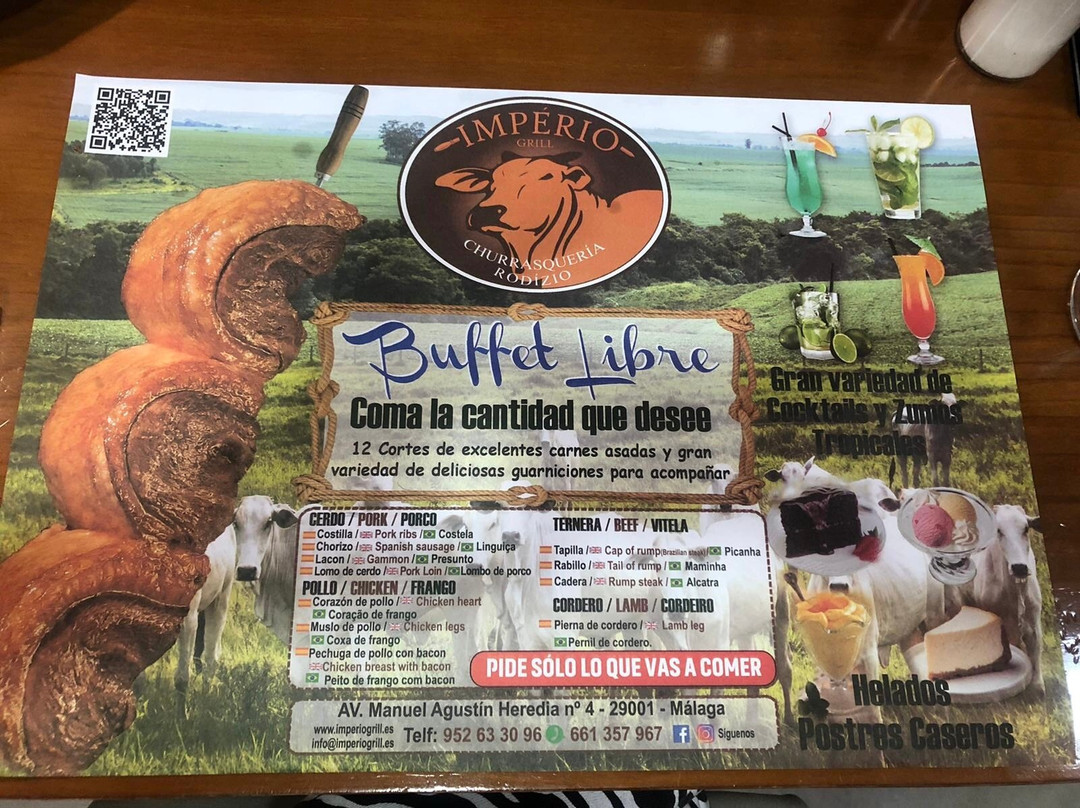 IMPÉRIO
GRILL
CHURRASQUERÍA
RODÍZIO
Buffet Libre
Coma la cantidad que desee
12 Cortes de excelentes carnes asadas y gran
variedad de deliciosas guarniciones para acompañar
Gran variedad de
Cocktails y Zumos
Tropicales
CERDO / PORK / PORCO
Costilla / Pork ribs / Costela
Chorizo / Spanish sausage / Linguiça
Lacon / Gammon / Presunto
Lomo de cerdo / Pork Loin / Lombo de porco
POLLO / CHICKEN / FRANGO
Corazón de pollo / Chicken heart
Coração de frango
Muslo de pollo / Chicken legs
Coxa de frango
Pechuga de pollo con bacon
Chicken breast with bacon
Peito de frango com bacon
TERNERA / BEEF / VITELA
Tapilla / Cap of rump (Brazilian steak) / Picanha
Rabillo / Tail of rump / Maminha
Cadera / Rump steak / Alcatra
CORDERO / LAMB / CORDEIRO
Pierna de cordero / Lamb leg
Pernil de cordero.
PIDE SÓLO LO QUE VAS A COMER
AV. Manuel Agustín Heredia nº 4 - 29001 - Málaga
www.imperiogrill.es
info@imperiogrill.es
Telf: 952 63 30 96 661 357 967 Siguenos
Helados
Postres Caseros